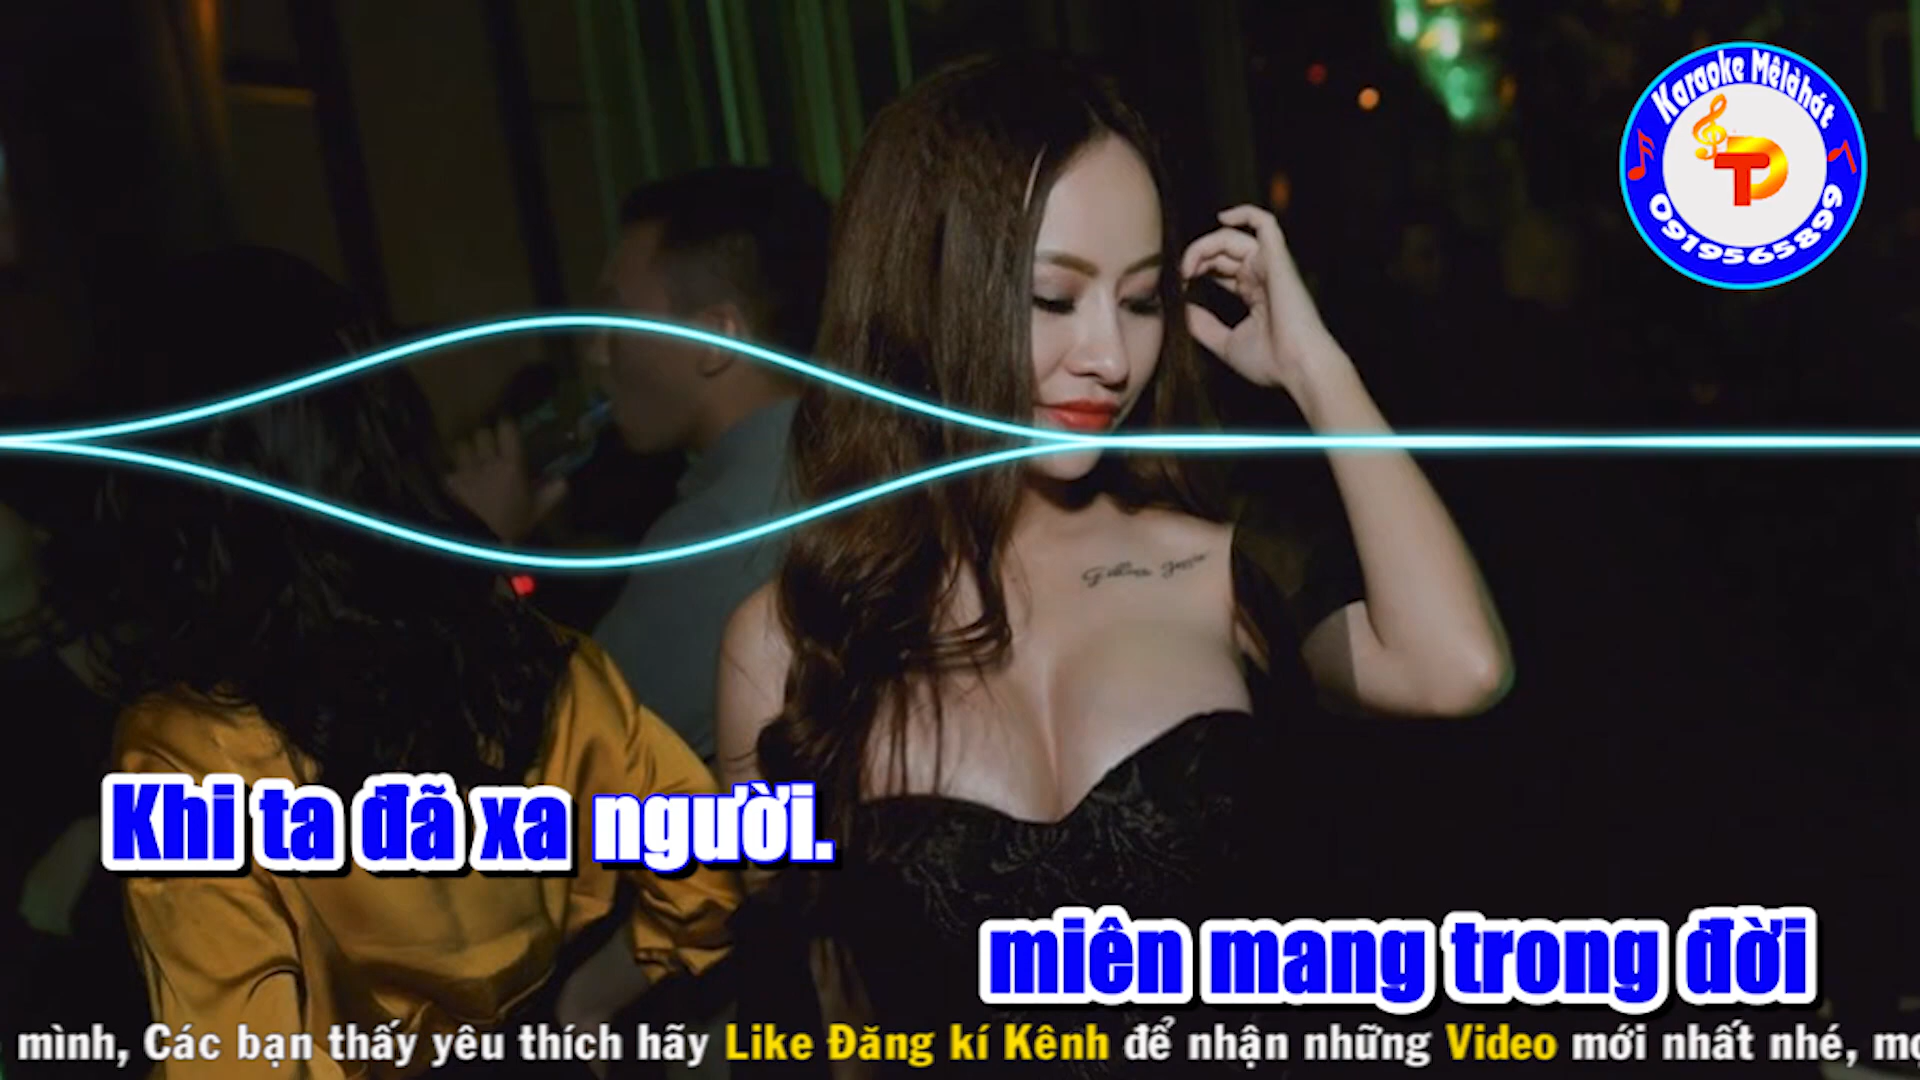 Karaoke Mêlàhát
TD
0919565899
Khi ta đã xa người.
miên mang trong đời
mình, Các bạn thấy yêu thích hãy Like Đăng kí Kênh để nhận những Video mới nhất nhé,